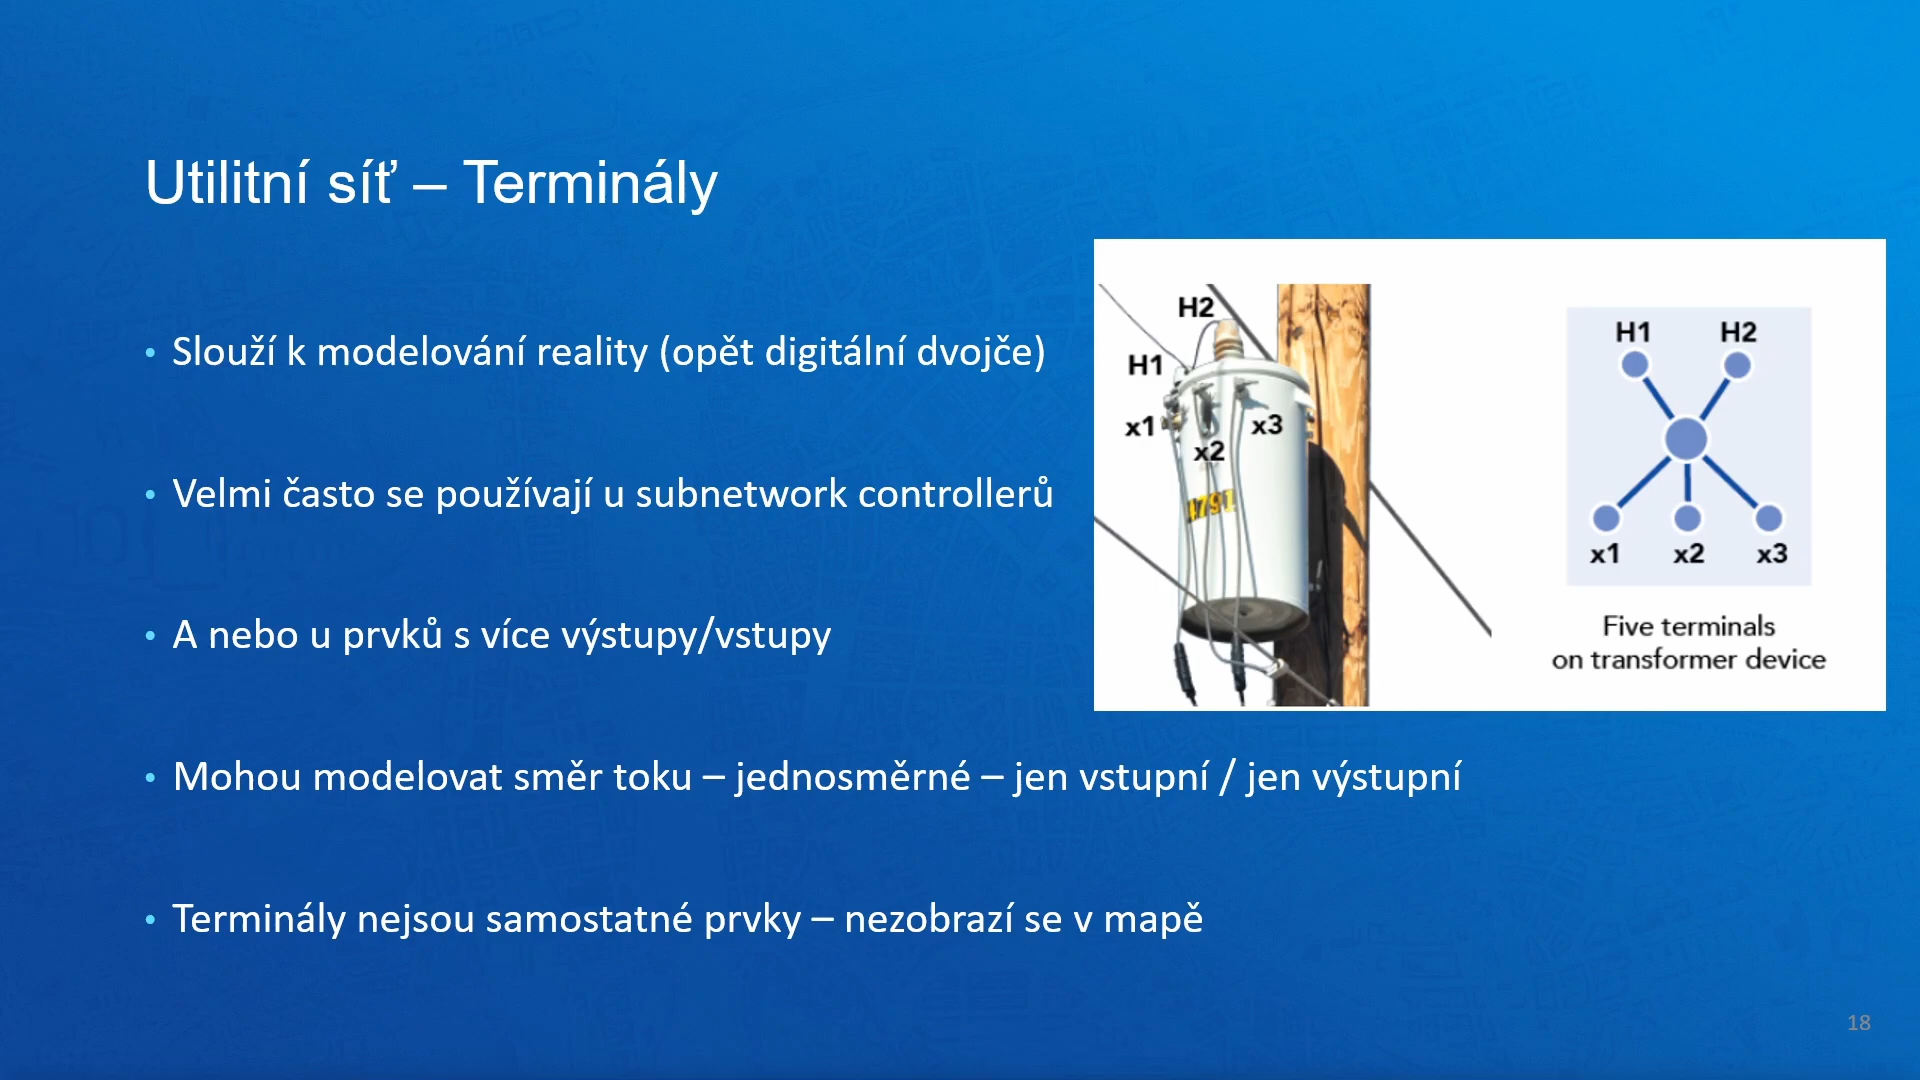 Utilitní síť – Terminály
• Slouží k modelování reality (opět digitální dvojče)
• Velmi často se používají u subnetwork controllerů
• A nebo u prvků s více výstupy/vstupy
• Mohou modelovat směr toku – jednosměrné – jen vstupní / jen výstupní
• Terminály nejsou samostatné prvky – nezobrazí se v mapě
H2
H1
x1
x3
x2
4791
H1 H2
x1 x2 x3
Five terminals
on transformer device
18